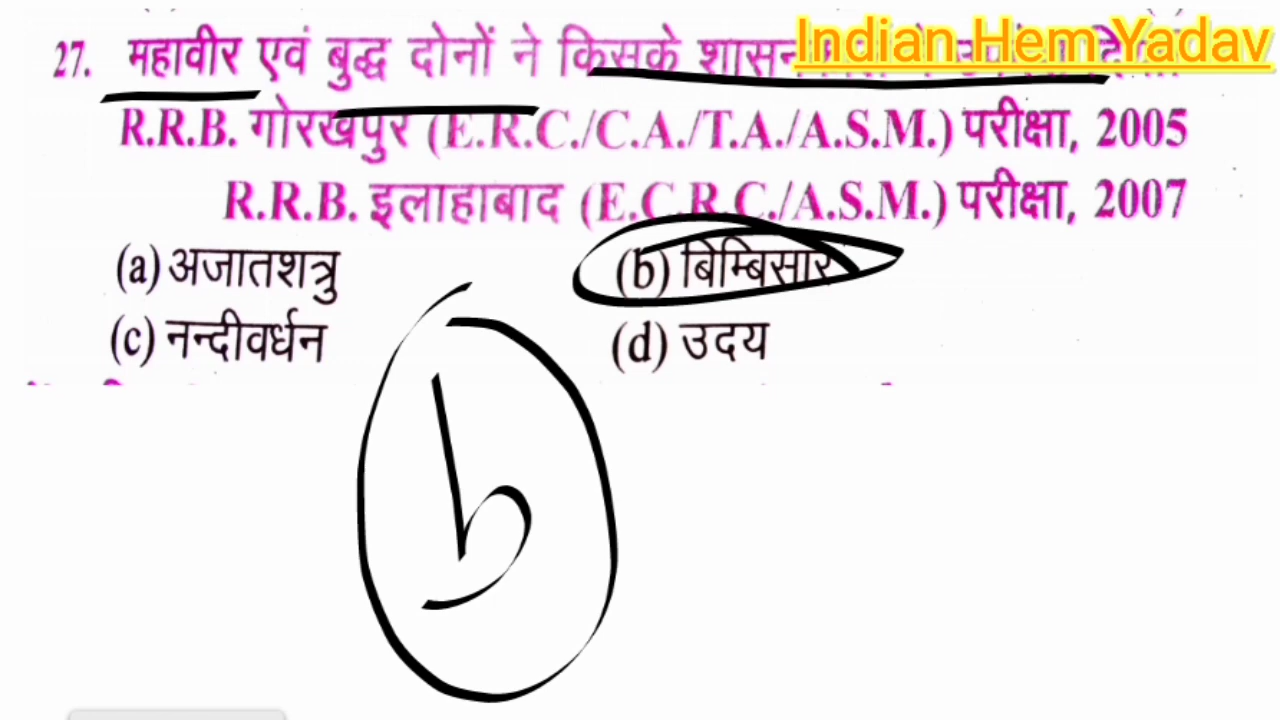 Indian Hem Yadav
27. महावीर एवं बुद्ध दोनों ने किसके
R.R.B. गोरखपुर (E.R.C./C.A./T.A./A.S.M.) परीक्षा, 2005
R.R.B. इलाहाबाद (E.C.R.C./A.S.M.) परीक्षा, 2007
(a) अजातशत्रु (b) बिम्बिसार
(c) नन्दीवर्धन (d) उदय
b